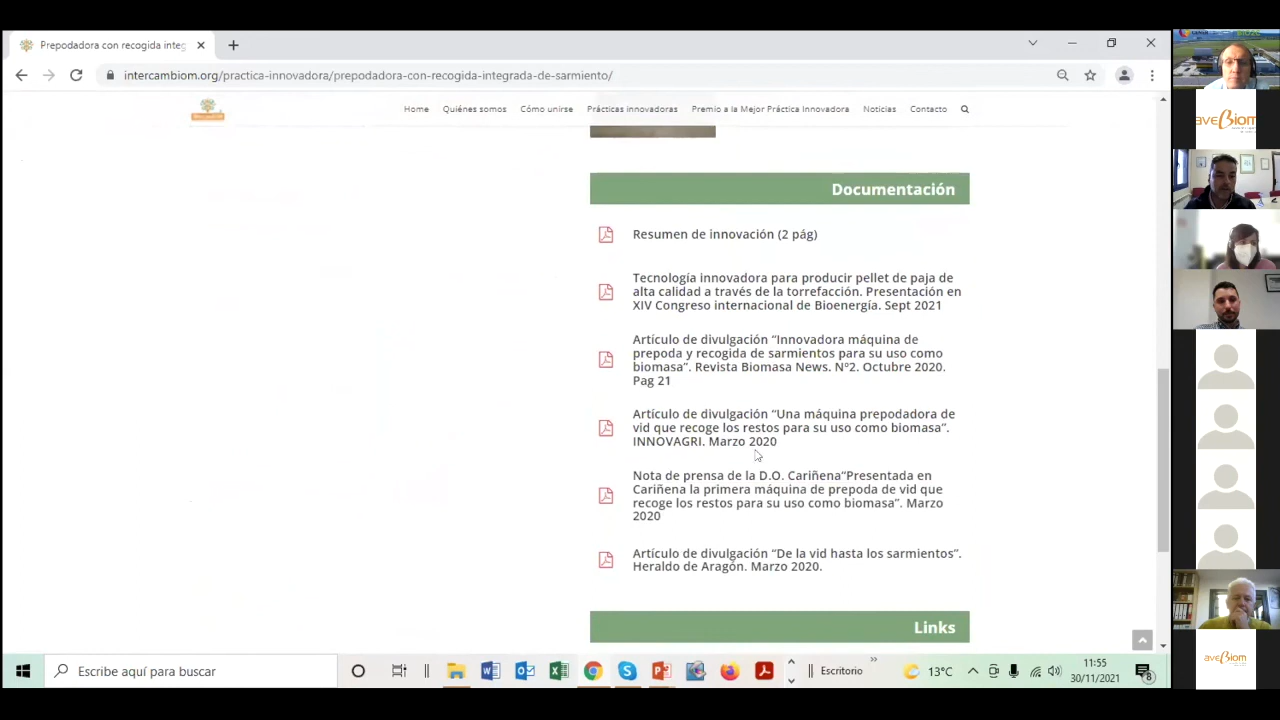 Prepodadora con recogida integ
intercambiom.org/practica-innovadora/prepodadora-con-recogida-integrada-de-sarmiento/
Home Quiénes somos Cómo unirse Prácticas innovadoras Premio a la Mejor Práctica Innovadora Noticias Contacto
Documentación
Resumen de innovación (2 pág)
Tecnología innovadora para producir pellet de paja de
alta calidad a través de la torrefacción. Presentación en
XIV Congreso internacional de Bioenergía. Sept 2021
Artículo de divulgación “Innovadora máquina de
prepoda y recogida de sarmientos para su uso como
biomasa”. Revista Biomasa News. Nº2. Octubre 2020.
Pag 21
Artículo de divulgación “Una máquina prepodadora de
vid que recoge los restos para su uso como biomasa”.
INNOVAGRI. Marzo 2020
Nota de prensa de la D.O. Cariñena“Presentada en
Cariñena la primera máquina de prepoda de vid que
recoge los restos para su uso como biomasa”. Marzo
2020
Artículo de divulgación “De la vid hasta los sarmientos”.
Heraldo de Aragón. Marzo 2020.
Links
Escribe aquí para buscar
Escritorio
13°C
11:55
30/11/2021
8
aveBiom
aveBiom